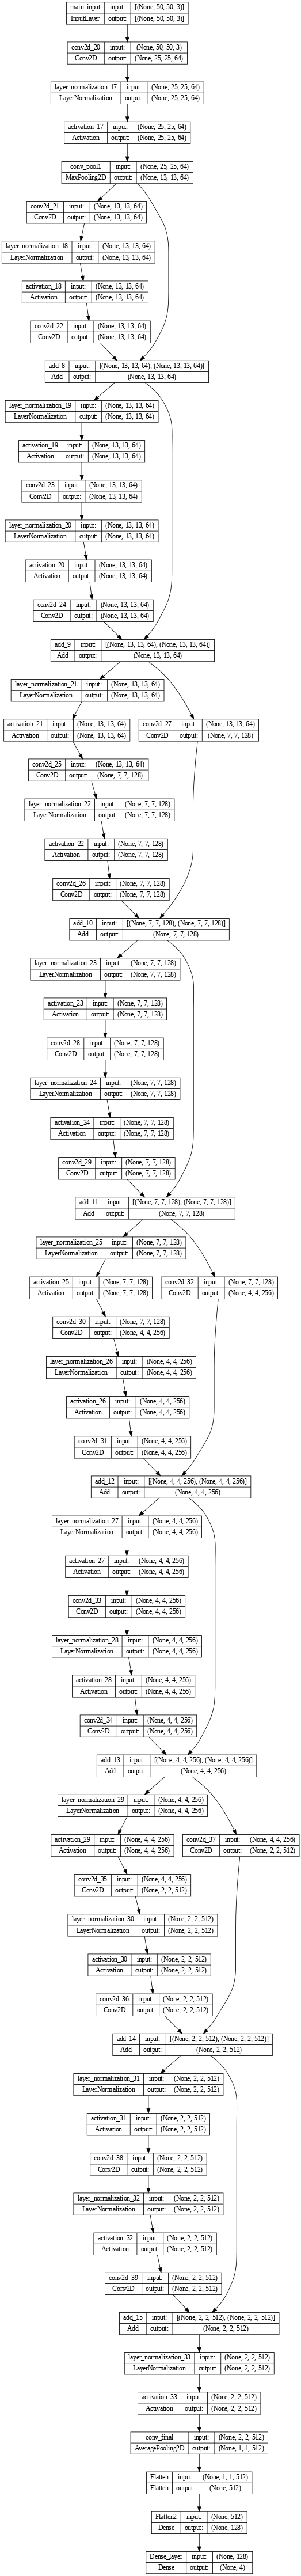 main_input input: [(None, 50, 50, 3)]
InputLayer output: [(None, 50, 50, 3)]
conv2d_20 input: (None, 50, 50, 3)
Conv2D output: (None, 25, 25, 64)
layer_normalization_17 input: (None, 25, 25, 64)
LayerNormalization output: (None, 25, 25, 64)
activation_17 input: (None, 25, 25, 64)
Activation output: (None, 25, 25, 64)
conv_pool1 input: (None, 25, 25, 64)
MaxPooling2D output: (None, 13, 13, 64)
conv2d_21 input: (None, 13, 13, 64)
Conv2D output: (None, 13, 13, 64)
layer_normalization_18 input: (None, 13, 13, 64)
LayerNormalization output: (None, 13, 13, 64)
activation_18 input: (None, 13, 13, 64)
Activation output: (None, 13, 13, 64)
conv2d_22 input: (None, 13, 13, 64)
Conv2D output: (None, 13, 13, 64)
add_8 input: [(None, 13, 13, 64), (None, 13, 13, 64)]
Add output: (None, 13, 13, 64)
layer_normalization_19 input: (None, 13, 13, 64)
LayerNormalization output: (None, 13, 13, 64)
activation_19 input: (None, 13, 13, 64)
Activation output: (None, 13, 13, 64)
conv2d_23 input: (None, 13, 13, 64)
Conv2D output: (None, 13, 13, 64)
layer_normalization_20 input: (None, 13, 13, 64)
LayerNormalization output: (None, 13, 13, 64)
activation_20 input: (None, 13, 13, 64)
Activation output: (None, 13, 13, 64)
conv2d_24 input: (None, 13, 13, 64)
Conv2D output: (None, 13, 13, 64)
add_9 input: [(None, 13, 13, 64), (None, 13, 13, 64)]
Add output: (None, 13, 13, 64)
layer_normalization_21 input: (None, 13, 13, 64)
LayerNormalization output: (None, 13, 13, 64)
activation_21 input: (None, 13, 13, 64)
Activation output: (None, 13, 13, 64)
conv2d_27 input: (None, 13, 13, 64)
Conv2D output: (None, 7, 7, 128)
conv2d_25 input: (None, 13, 13, 64)
Conv2D output: (None, 7, 7, 128)
layer_normalization_22 input: (None, 7, 7, 128)
LayerNormalization output: (None, 7, 7, 128)
activation_22 input: (None, 7, 7, 128)
Activation output: (None, 7, 7, 128)
conv2d_26 input: (None, 7, 7, 128)
Conv2D output: (None, 7, 7, 128)
add_10 input: [(None, 7, 7, 128), (None, 7, 7, 128)]
Add output: (None, 7, 7, 128)
layer_normalization_23 input: (None, 7, 7, 128)
LayerNormalization output: (None, 7, 7, 128)
activation_23 input: (None, 7, 7, 128)
Activation output: (None, 7, 7, 128)
conv2d_28 input: (None, 7, 7, 128)
Conv2D output: (None, 7, 7, 128)
layer_normalization_24 input: (None, 7, 7, 128)
LayerNormalization output: (None, 7, 7, 128)
activation_24 input: (None, 7, 7, 128)
Activation output: (None, 7, 7, 128)
conv2d_29 input: (None, 7, 7, 128)
Conv2D output: (None, 7, 7, 128)
add_11 input: [(None, 7, 7, 128), (None, 7, 7, 128)]
Add output: (None, 7, 7, 128)
layer_normalization_25 input: (None, 7, 7, 128)
LayerNormalization output: (None, 7, 7, 128)
activation_25 input: (None, 7, 7, 128)
Activation output: (None, 7, 7, 128)
conv2d_32 input: (None, 7, 7, 128)
Conv2D output: (None, 4, 4, 256)
conv2d_30 input: (None, 7, 7, 128)
Conv2D output: (None, 4, 4, 256)
layer_normalization_26 input: (None, 4, 4, 256)
LayerNormalization output: (None, 4, 4, 256)
activation_26 input: (None, 4, 4, 256)
Activation output: (None, 4, 4, 256)
conv2d_31 input: (None, 4, 4, 256)
Conv2D output: (None, 4, 4, 256)
add_12 input: [(None, 4, 4, 256), (None, 4, 4, 256)]
Add output: (None, 4, 4, 256)
layer_normalization_27 input: (None, 4, 4, 256)
LayerNormalization output: (None, 4, 4, 256)
activation_27 input: (None, 4, 4, 256)
Activation output: (None, 4, 4, 256)
conv2d_33 input: (None, 4, 4, 256)
Conv2D output: (None, 4, 4, 256)
layer_normalization_28 input: (None, 4, 4, 256)
LayerNormalization output: (None, 4, 4, 256)
activation_28 input: (None, 4, 4, 256)
Activation output: (None, 4, 4, 256)
conv2d_34 input: (None, 4, 4, 256)
Conv2D output: (None, 4, 4, 256)
add_13 input: [(None, 4, 4, 256), (None, 4, 4, 256)]
Add output: (None, 4, 4, 256)
layer_normalization_29 input: (None, 4, 4, 256)
LayerNormalization output: (None, 4, 4, 256)
activation_29 input: (None, 4, 4, 256)
Activation output: (None, 4, 4, 256)
conv2d_37 input: (None, 4, 4, 256)
Conv2D output: (None, 2, 2, 512)
conv2d_35 input: (None, 4, 4, 256)
Conv2D output: (None, 2, 2, 512)
layer_normalization_30 input: (None, 2, 2, 512)
LayerNormalization output: (None, 2, 2, 512)
activation_30 input: (None, 2, 2, 512)
Activation output: (None, 2, 2, 512)
conv2d_36 input: (None, 2, 2, 512)
Conv2D output: (None, 2, 2, 512)
add_14 input: [(None, 2, 2, 512), (None, 2, 2, 512)]
Add output: (None, 2, 2, 512)
layer_normalization_31 input: (None, 2, 2, 512)
LayerNormalization output: (None, 2, 2, 512)
activation_31 input: (None, 2, 2, 512)
Activation output: (None, 2, 2, 512)
conv2d_38 input: (None, 2, 2, 512)
Conv2D output: (None, 2, 2, 512)
layer_normalization_32 input: (None, 2, 2, 512)
LayerNormalization output: (None, 2, 2, 512)
activation_32 input: (None, 2, 2, 512)
Activation output: (None, 2, 2, 512)
conv2d_39 input: (None, 2, 2, 512)
Conv2D output: (None, 2, 2, 512)
add_15 input: [(None, 2, 2, 512), (None, 2, 2, 512)]
Add output: (None, 2, 2, 512)
layer_normalization_33 input: (None, 2, 2, 512)
LayerNormalization output: (None, 2, 2, 512)
activation_33 input: (None, 2, 2, 512)
Activation output: (None, 2, 2, 512)
conv_final input: (None, 2, 2, 512)
AveragePooling2D output: (None, 1, 1, 512)
Flatten input: (None, 1, 1, 512)
Flatten output: (None, 512)
Flatten2 input: (None, 512)
Dense output: (None, 128)
Dense_layer input: (None, 128)
Dense output: (None, 4)